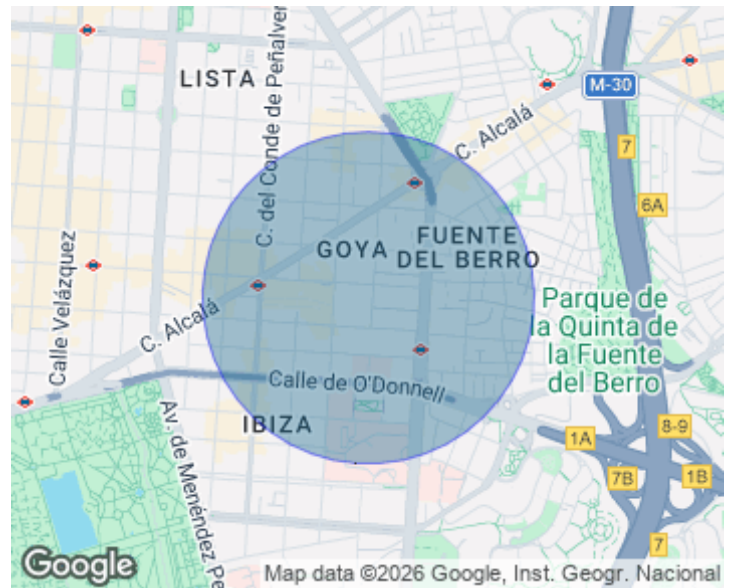 LISTA
C. del Conde de Peñalver
M-30
C. Alcalá
7
6A
Calle Velázquez
GOYA
FUENTE
DEL BERRO
C. Alcalá
Parque de
la Quinta de
la Fuente
del Berro
Calle de O'Donnell
IBIZA
Av. de Menéndez Pe
1A
8-9
7B
1B
7
Google
Map data ©2026 Google, Inst. Geogr. Nacional